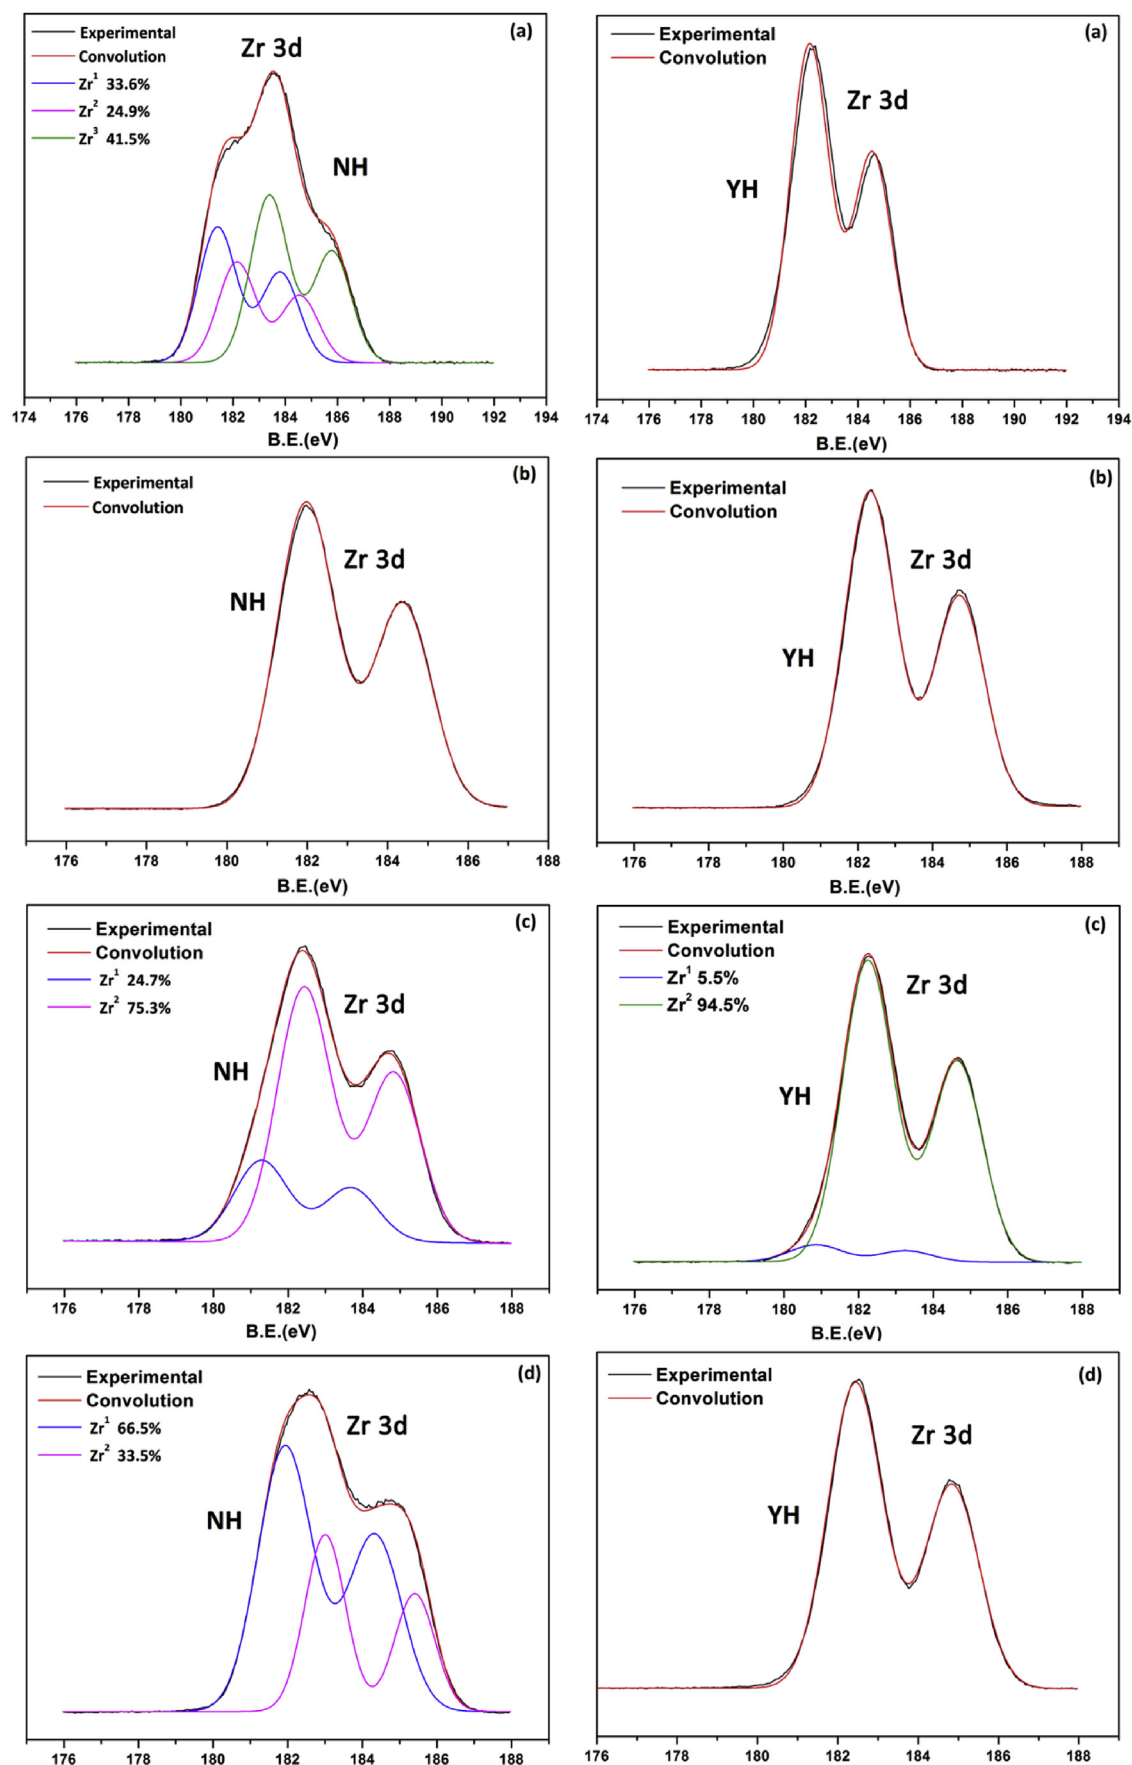 Experimental
Convolution
Zr¹ 33.6%
Zr² 24.9%
Zr³ 41.5%
Zr 3d
(a)
NH
174 176 178 180 182 184 186 188 190 192 194
B.E.(eV)
Experimental
Convolution
(a)
Zr 3d
YH
174 176 178 180 182 184 186 188 190 192 194
B.E.(eV)
Experimental
Convolution
(b)
Zr 3d
NH
176 178 180 182 184 186 188
B.E.(eV)
Experimental
Convolution
(b)
Zr 3d
YH
176 178 180 182 184 186 188
B.E.(eV)
Experimental
Convolution
Zr¹ 24.7%
Zr² 75.3%
(c)
Zr 3d
NH
176 178 180 182 184 186 188
B.E.(eV)
Experimental
Convolution
Zr¹ 5.5%
Zr² 94.5%
(c)
Zr 3d
YH
176 178 180 182 184 186 188
B.E.(eV)
Experimental
Convolution
Zr¹ 66.5%
Zr² 33.5%
(d)
Zr 3d
NH
176 178 180 182 184 186 188
Experimental
Convolution
(d)
Zr 3d
YH
176 178 180 182 184 186 188